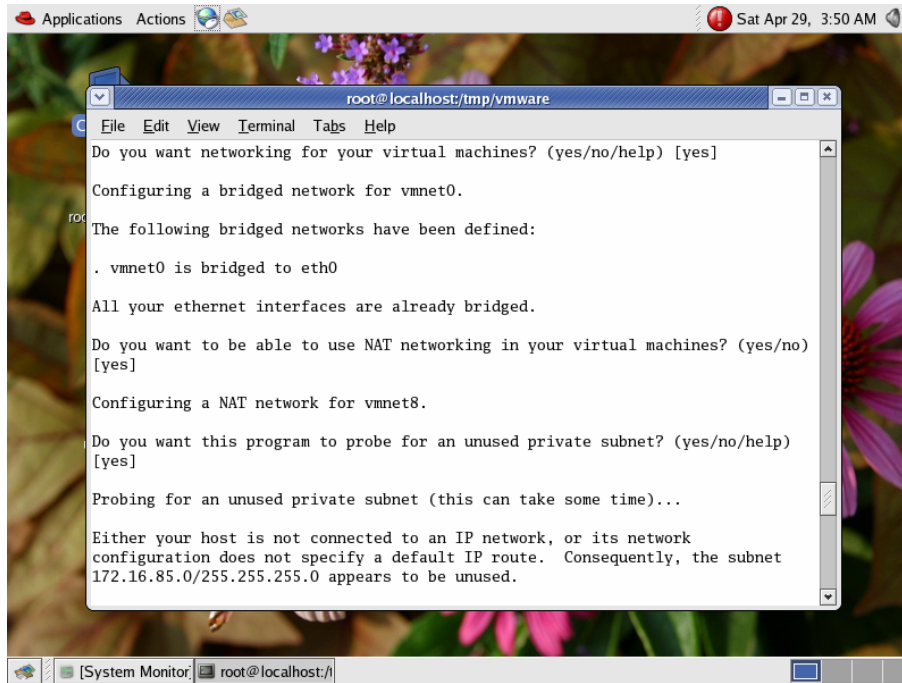 Applications Actions Sat Apr 29, 3:50 AM
root@localhost:/tmp/vmware
File Edit View Terminal Tabs Help
Do you want networking for your virtual machines? (yes/no/help) [yes]
Configuring a bridged network for vmnet0.
The following bridged networks have been defined:
. vmnet0 is bridged to eth0
All your ethernet interfaces are already bridged.
Do you want to be able to use NAT networking in your virtual machines? (yes/no)
[yes]
Configuring a NAT network for vmnet8.
Do you want this program to probe for an unused private subnet? (yes/no/help)
[yes]
Probing for an unused private subnet (this can take some time)...
Either your host is not connected to an IP network, or its network
configuration does not specify a default IP route.  Consequently, the subnet
172.16.85.0/255.255.255.0 appears to be unused.
[System Monitor] root@localhost:/